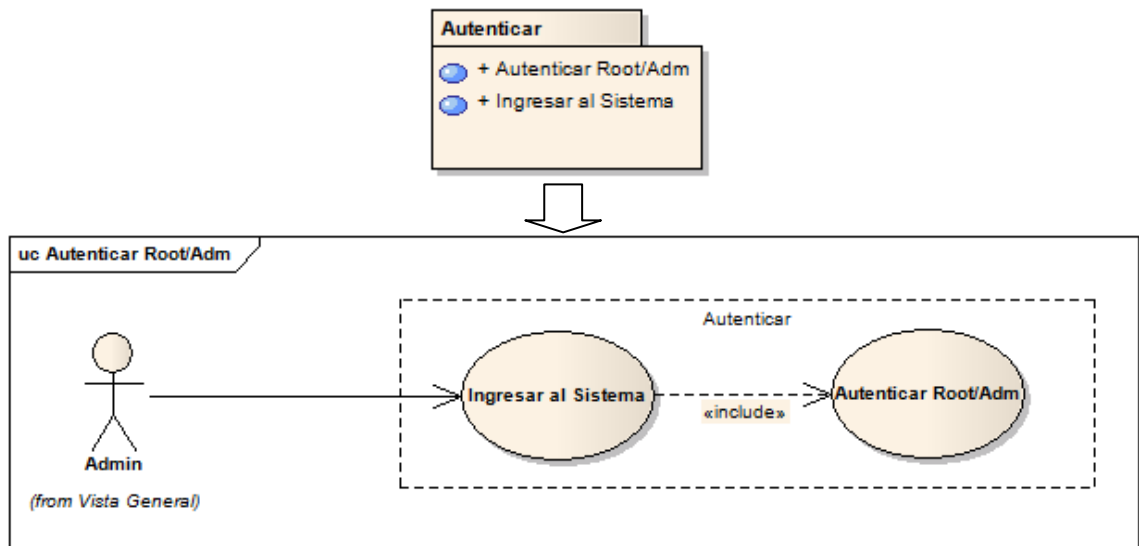 Autenticar
+ Autenticar Root/Adm
+ Ingresar al Sistema
uc Autenticar Root/Adm
Autenticar
Ingresar al Sistema
«include»
Autenticar Root/Adm
Admin
(from Vista General)